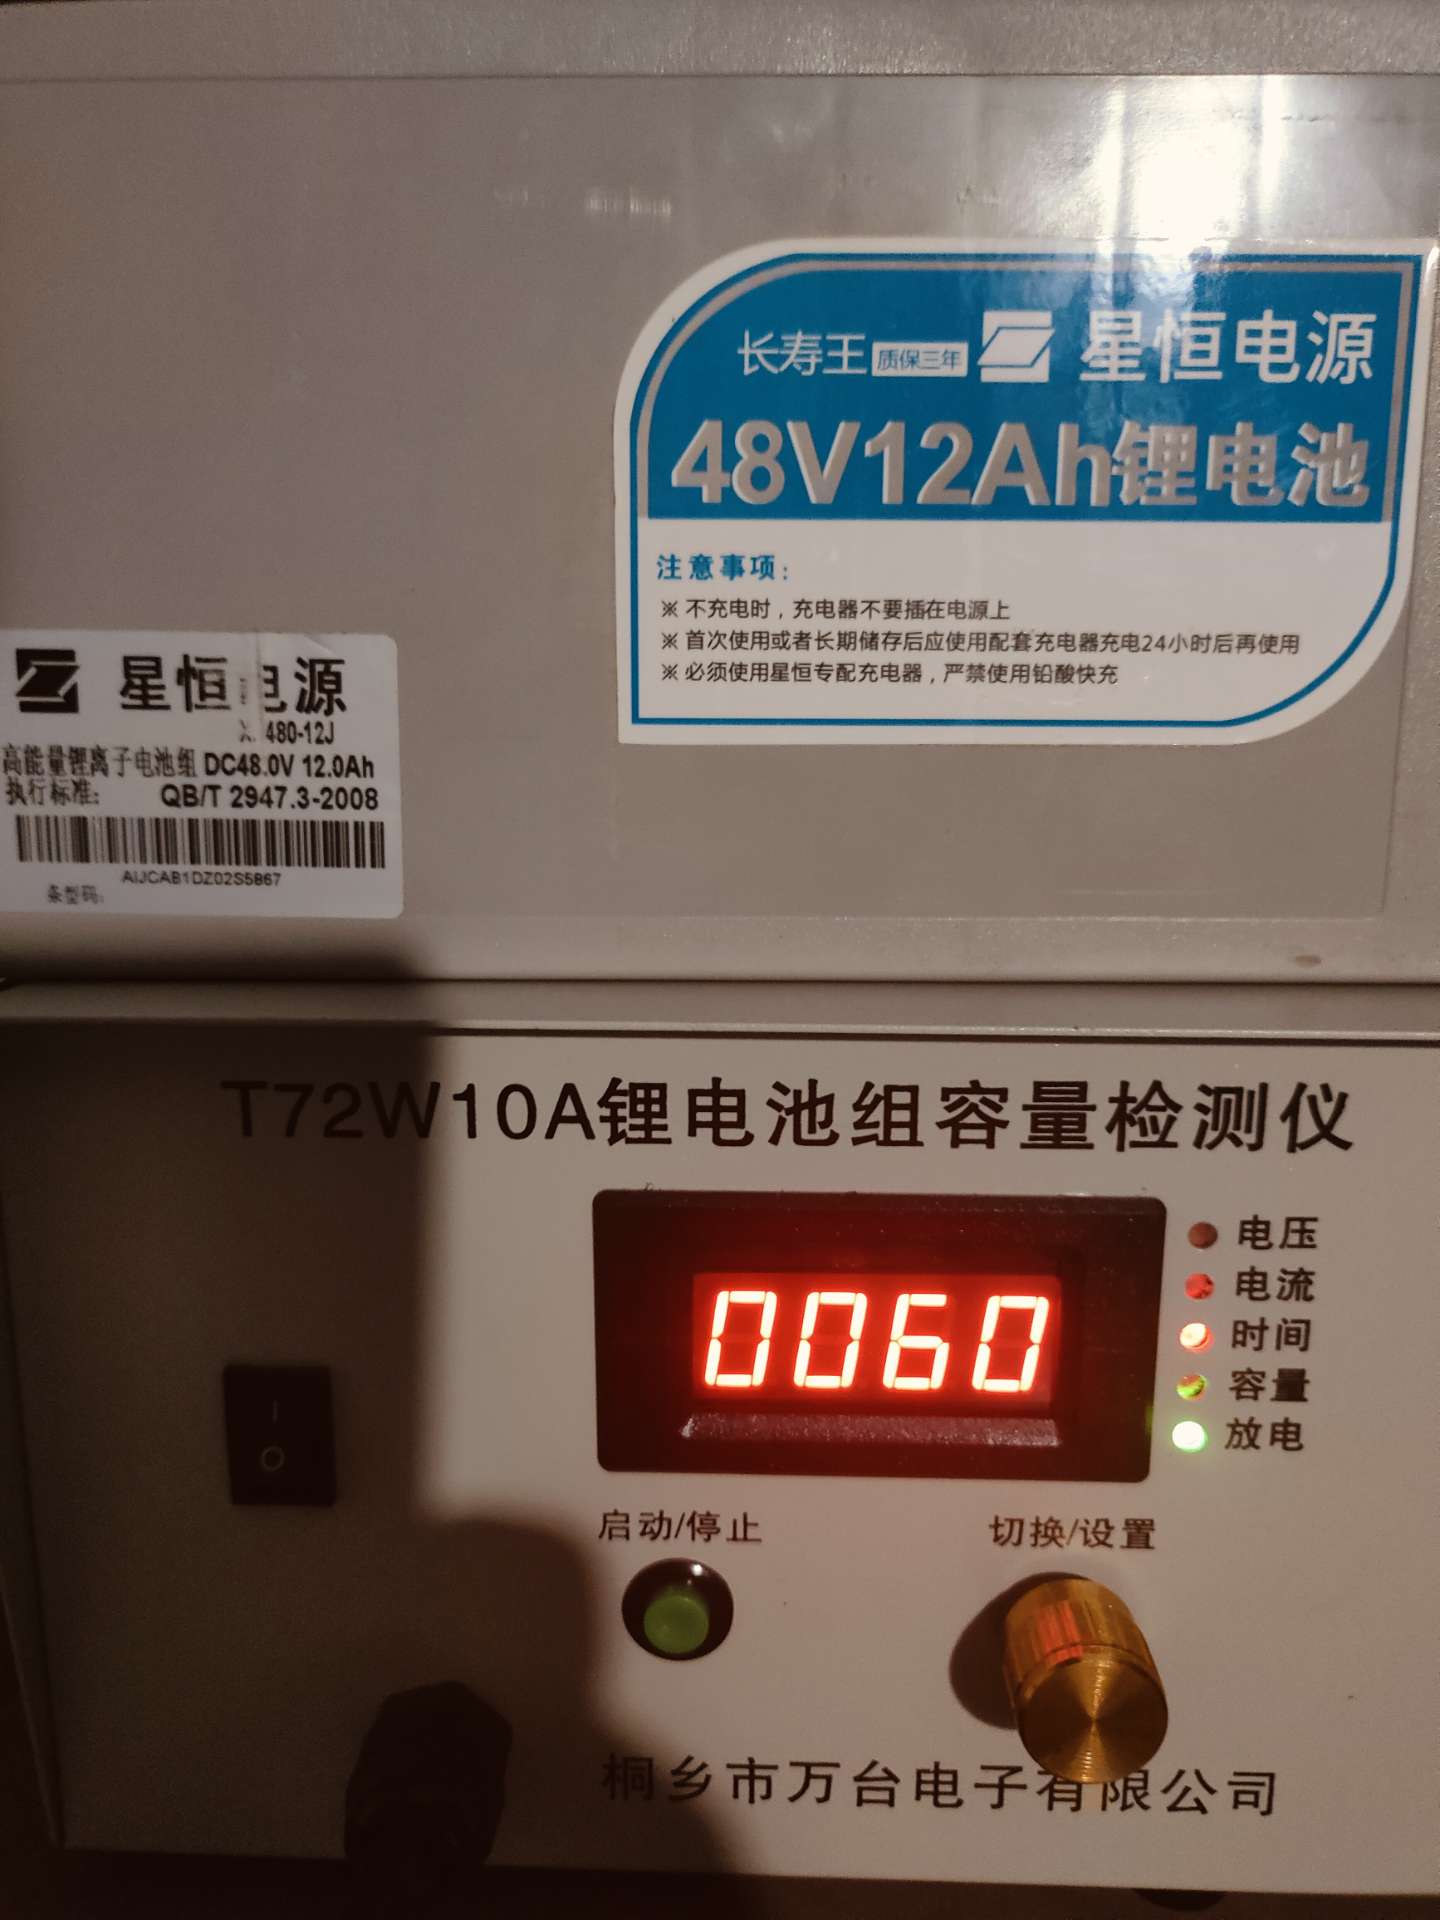 长寿王 质保三年 星恒电源
48V12Ah锂电池
注意事项：
※ 不充电时，充电器不要插在电源上
※ 首次使用或者长期储存后应使用配套充电器充电24小时后再使用
※ 必须使用星恒专配充电器，严禁使用铅酸快充
星恒电源
480-12J
高能量锂离子电池组 DC48.0V 12.0Ah
执行标准： QB/T 2947.3-2008
AIJCAB1DZ02S5867
条型码：
T72W10A锂电池组容量检测仪
0060
电压
电流
时间
容量
放电
启动/停止
切换/设置
桐乡市万台电子有限公司